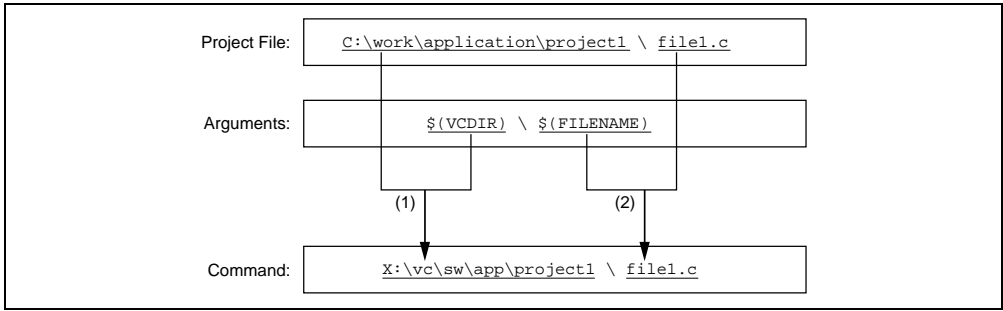 Project File: C:\work\application\project1 \ file1.c
Arguments: $(VCDIR) \ $(FILENAME)
(1) (2)
Command: X:\vc\sw\app\project1 \ file1.c